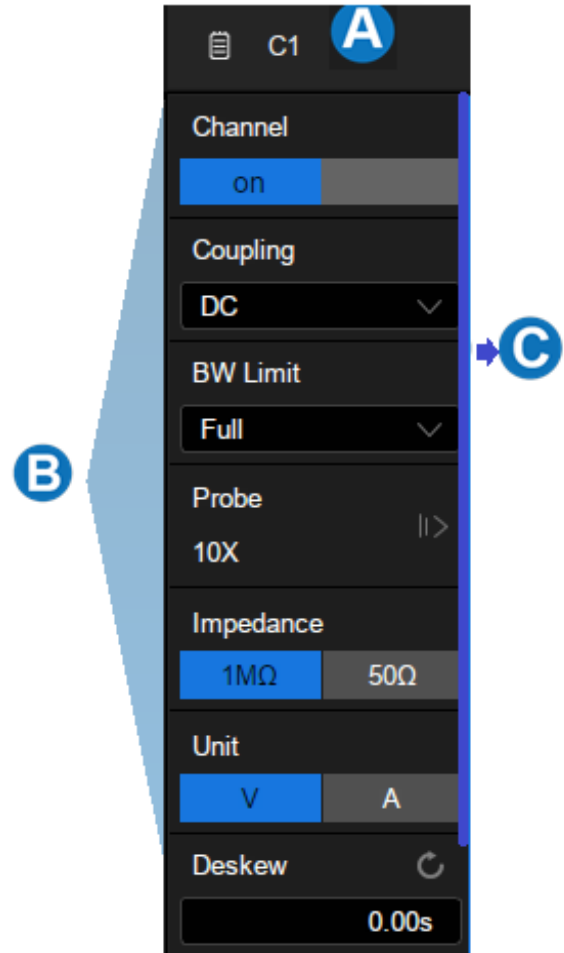 C1 A
Channel
on
Coupling
DC
C
BW Limit
Full
B
Probe
10X
Impedance
1MΩ 50Ω
Unit
V A
Deskew
0.00s